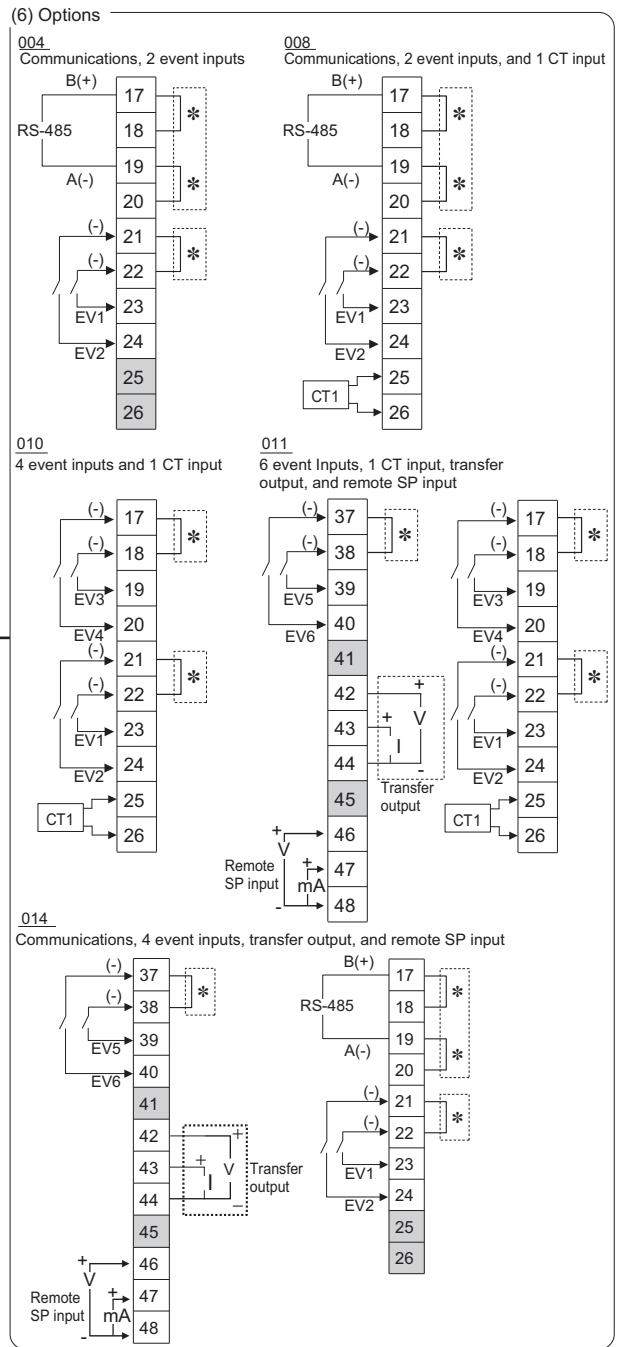 (6) Options
004
Communications, 2 event inputs
B(+)
RS-485
A(-)
17
18
19
20
21
22
23
24
25
26
*
*
*
(-)
(-)
EV1
EV2
008
Communications, 2 event inputs, and 1 CT input
B(+)
RS-485
A(-)
17
18
19
20
21
22
23
24
25
26
*
*
*
(-)
(-)
EV1
EV2
CT1
010
4 event inputs and 1 CT input
(-)
(-)
EV3
EV4
(-)
(-)
EV1
EV2
CT1
17
18
19
20
21
22
23
24
25
26
*
*
011
6 event Inputs, 1 CT input, transfer
output, and remote SP input
(-)
(-)
EV5
EV6
37
38
39
40
41
42
43
44
45
46
47
48
*
+
+
V
I
-
Transfer
output
+
V
Remote
SP input
+
mA
-
(-)
(-)
EV3
EV4
(-)
(-)
EV1
EV2
CT1
17
18
19
20
21
22
23
24
25
26
*
*
014
Communications, 4 event inputs, transfer output, and remote SP input
(-)
(-)
EV5
EV6
37
38
39
40
41
42
43
44
45
46
47
48
*
+
+
V
I
−
Transfer
output
+
V
Remote
SP input
+
mA
-
B(+)
RS-485
A(-)
17
18
19
20
21
22
23
24
25
26
*
*
*
(-)
(-)
EV1
EV2